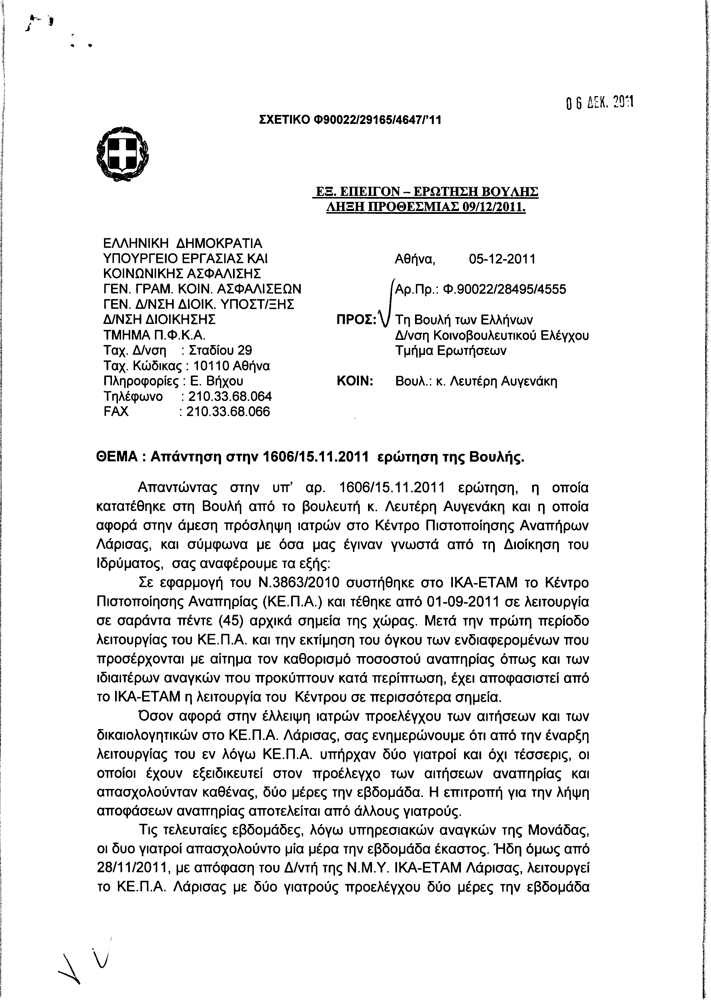 06 ΔΕΚ. 2011
ΣΧΕΤΙΚΟ Φ90022/29165/4647/’11
ΕΞ. ΕΠΕΙΓΟΝ – ΕΡΩΤΗΣΗ ΒΟΥΛΗΣ
ΛΗΞΗ ΠΡΟΘΕΣΜΙΑΣ 09/12/2011.
ΕΛΛΗΝΙΚΗ ΔΗΜΟΚΡΑΤΙΑ
ΥΠΟΥΡΓΕΙΟ ΕΡΓΑΣΙΑΣ ΚΑΙ
ΚΟΙΝΩΝΙΚΗΣ ΑΣΦΑΛΙΣΗΣ
ΓΕΝ. ΓΡΑΜ. ΚΟΙΝ. ΑΣΦΑΛΙΣΕΩΝ
ΓΕΝ. Δ/ΝΣΗ ΔΙΟΙΚ. ΥΠΟΣΤ/ΞΗΣ
Δ/ΝΣΗ ΔΙΟΙΚΗΣΗΣ
ΤΜΗΜΑ Π.Φ.Κ.Α.
Ταχ. Δ/νση : Σταδίου 29
Ταχ. Κώδικας : 10110 Αθήνα
Πληροφορίες : Ε. Βήχου
Τηλέφωνο : 210.33.68.064
FAX : 210.33.68.066
Αθήνα, 05-12-2011
Αρ.Πρ.: Φ.90022/28495/4555
ΠΡΟΣ: Τη Βουλή των Ελλήνων
Δ/νση Κοινοβουλευτικού Ελέγχου
Τμήμα Ερωτήσεων
ΚΟΙΝ: Βουλ.: κ. Λευτέρη Αυγενάκη
ΘΕΜΑ : Απάντηση στην 1606/15.11.2011 ερώτηση της Βουλής.
Απαντώντας στην υπ’ αρ. 1606/15.11.2011 ερώτηση, η οποία
κατατέθηκε στη Βουλή από το βουλευτή κ. Λευτέρη Αυγενάκη και η οποία
αφορά στην άμεση πρόσληψη ιατρών στο Κέντρο Πιστοποίησης Αναπήρων
Λάρισας, και σύμφωνα με όσα μας έγιναν γνωστά από τη Διοίκηση του
Ιδρύματος, σας αναφέρουμε τα εξής:
Σε εφαρμογή του Ν.3863/2010 συστήθηκε στο ΙΚΑ-ΕΤΑΜ το Κέντρο
Πιστοποίησης Αναπηρίας (ΚΕ.Π.Α.) και τέθηκε από 01-09-2011 σε λειτουργία
σε σαράντα πέντε (45) αρχικά σημεία της χώρας. Μετά την πρώτη περίοδο
λειτουργίας του ΚΕ.Π.Α. και την εκτίμηση του όγκου των ενδιαφερομένων που
προσέρχονται με αίτημα τον καθορισμό ποσοστού αναπηρίας όπως και των
ιδιαιτέρων αναγκών που προκύπτουν κατά περίπτωση, έχει αποφασιστεί από
το ΙΚΑ-ΕΤΑΜ η λειτουργία του Κέντρου σε περισσότερα σημεία.
Όσον αφορά στην έλλειψη ιατρών προελέγχου των αιτήσεων και των
δικαιολογητικών στο ΚΕ.Π.Α. Λάρισας, σας ενημερώνουμε ότι από την έναρξη
λειτουργίας του εν λόγω ΚΕ.Π.Α. υπήρχαν δύο γιατροί και όχι τέσσερις, οι
οποίοι έχουν εξειδικευτεί στον προέλεγχο των αιτήσεων αναπηρίας και
απασχολούνταν καθένας, δύο μέρες την εβδομάδα. Η επιτροπή για την λήψη
αποφάσεων αναπηρίας αποτελείται από άλλους γιατρούς.
Τις τελευταίες εβδομάδες, λόγω υπηρεσιακών αναγκών της Μονάδας,
οι δυο γιατροί απασχολούντο μία μέρα την εβδομάδα έκαστος. Ήδη όμως από
28/11/2011, με απόφαση του Δ/ντή της Ν.Μ.Υ. ΙΚΑ-ΕΤΑΜ Λάρισας, λειτουργεί
το ΚΕ.Π.Α. Λάρισας με δύο γιατρούς προελέγχου δύο μέρες την εβδομάδα